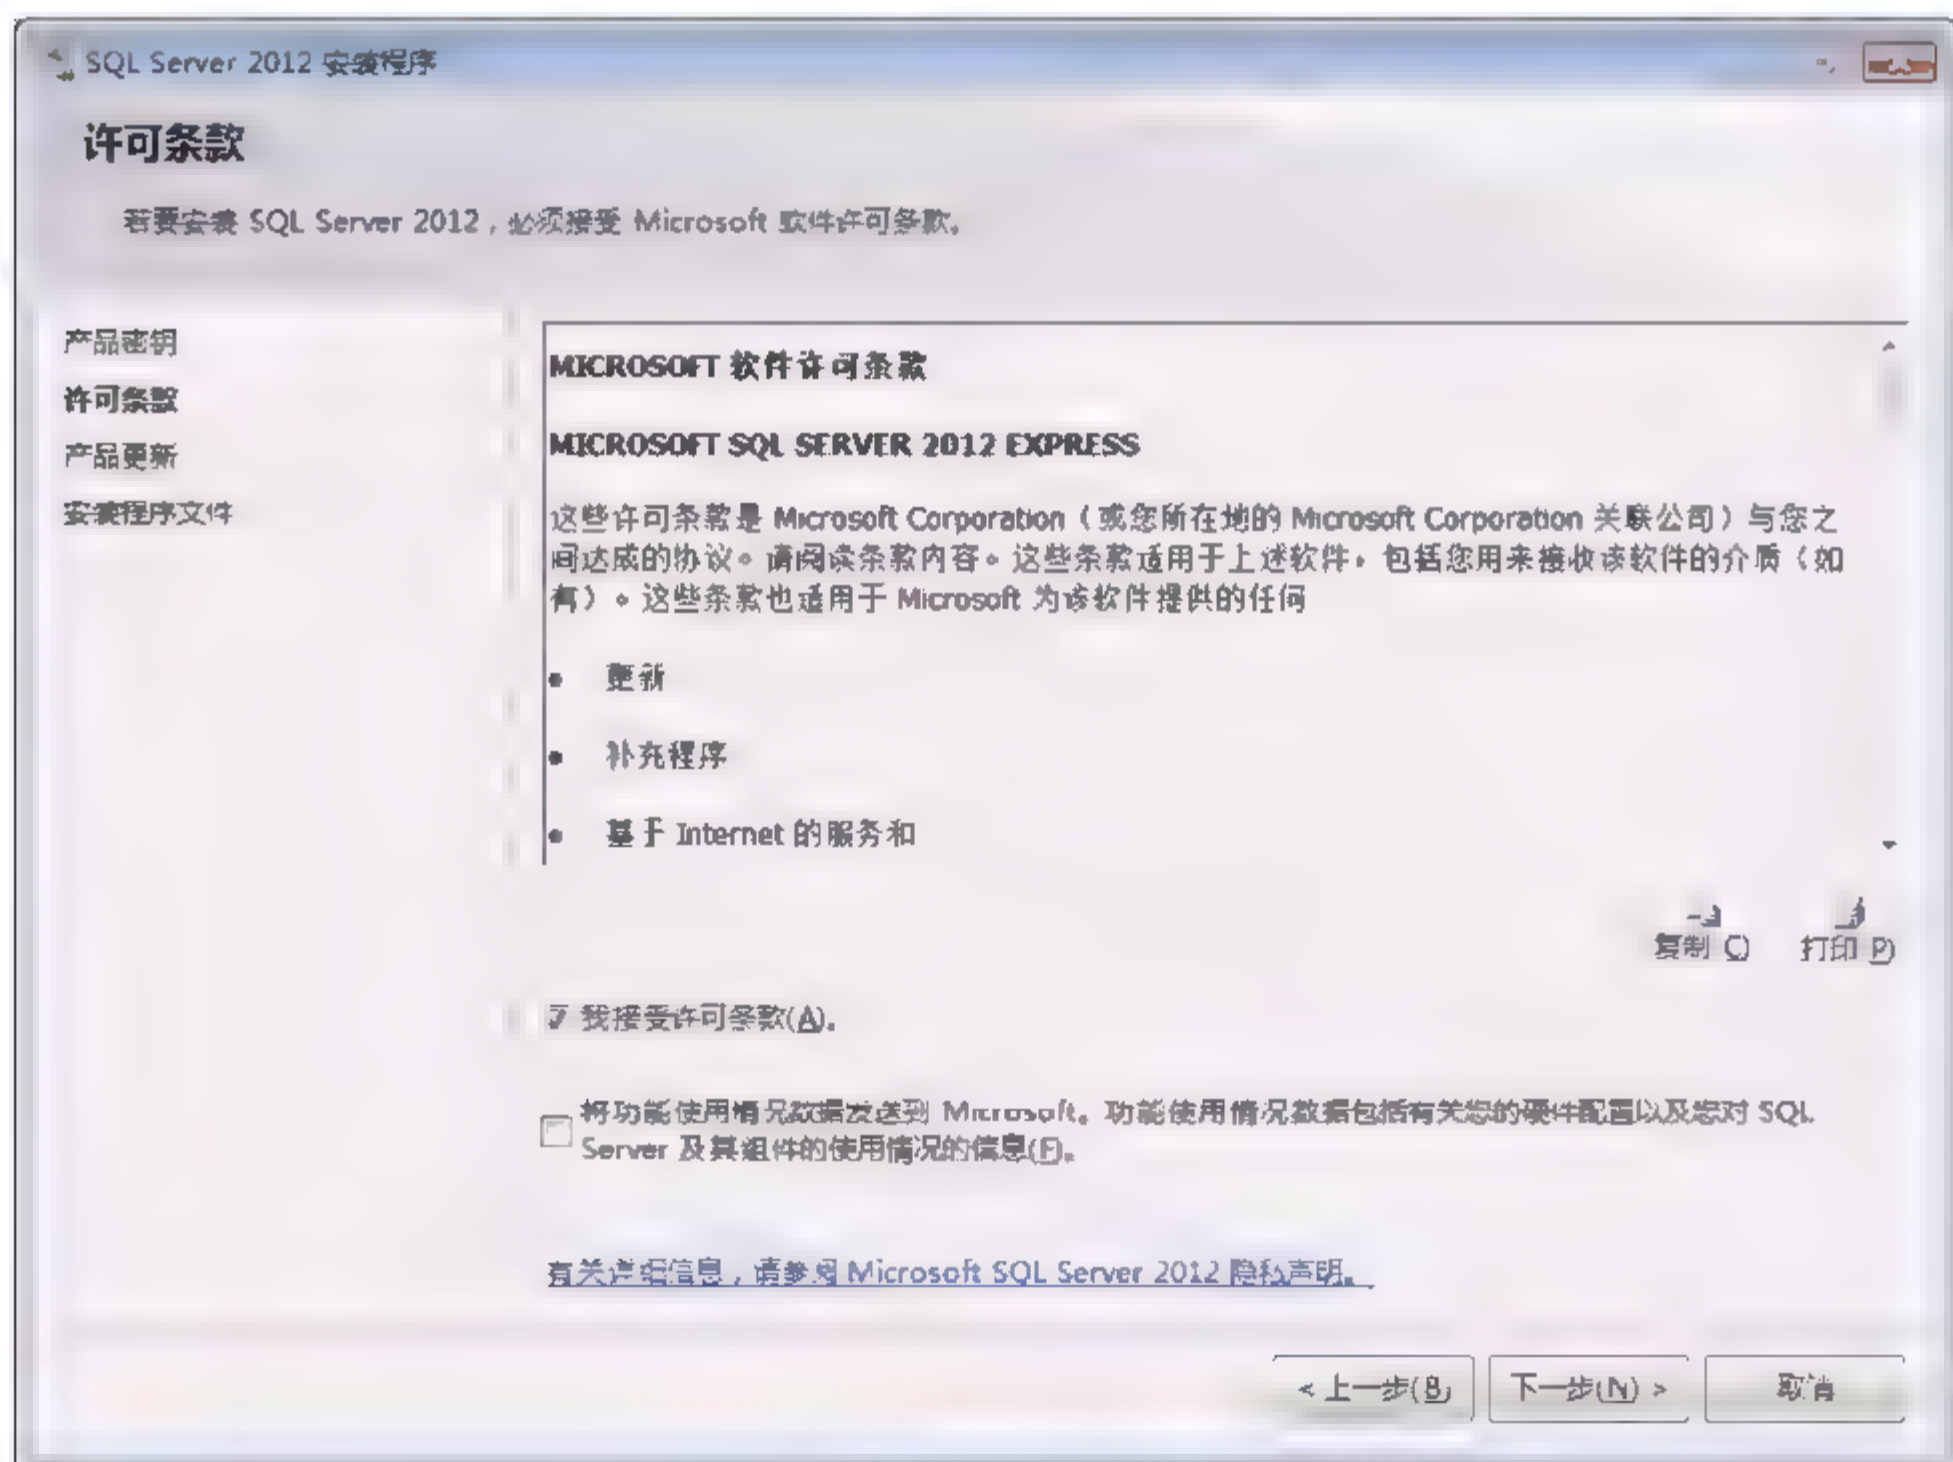 SQL Server 2012 安装程序
许可条款
若要安装 SQL Server 2012，必须接受 Microsoft 软件许可条款。
产品密钥
许可条款
产品更新
安装程序文件
MICROSOFT 软件许可条款
MICROSOFT SQL SERVER 2012 EXPRESS
这些许可条款是 Microsoft Corporation（或您所在地的 Microsoft Corporation 关联公司）与您之
间达成的协议。请阅读条款内容。这些条款适用于上述软件，包括您用来接收该软件的介质（如
有）。这些条款也适用于 Microsoft 为该软件提供的任何
• 更新
• 补充程序
• 基于 Internet 的服务和
复制(C) 打印(P)
我接受许可条款(A)。
将功能使用情况数据发送到 Microsoft。功能使用情况数据包括有关您的硬件配置以及您对 SQL
Server 及其组件的使用情况的信息(F)。
有关详细信息，请参阅 Microsoft SQL Server 2012 隐私声明。
< 上一步(B) 下一步(N) > 取消